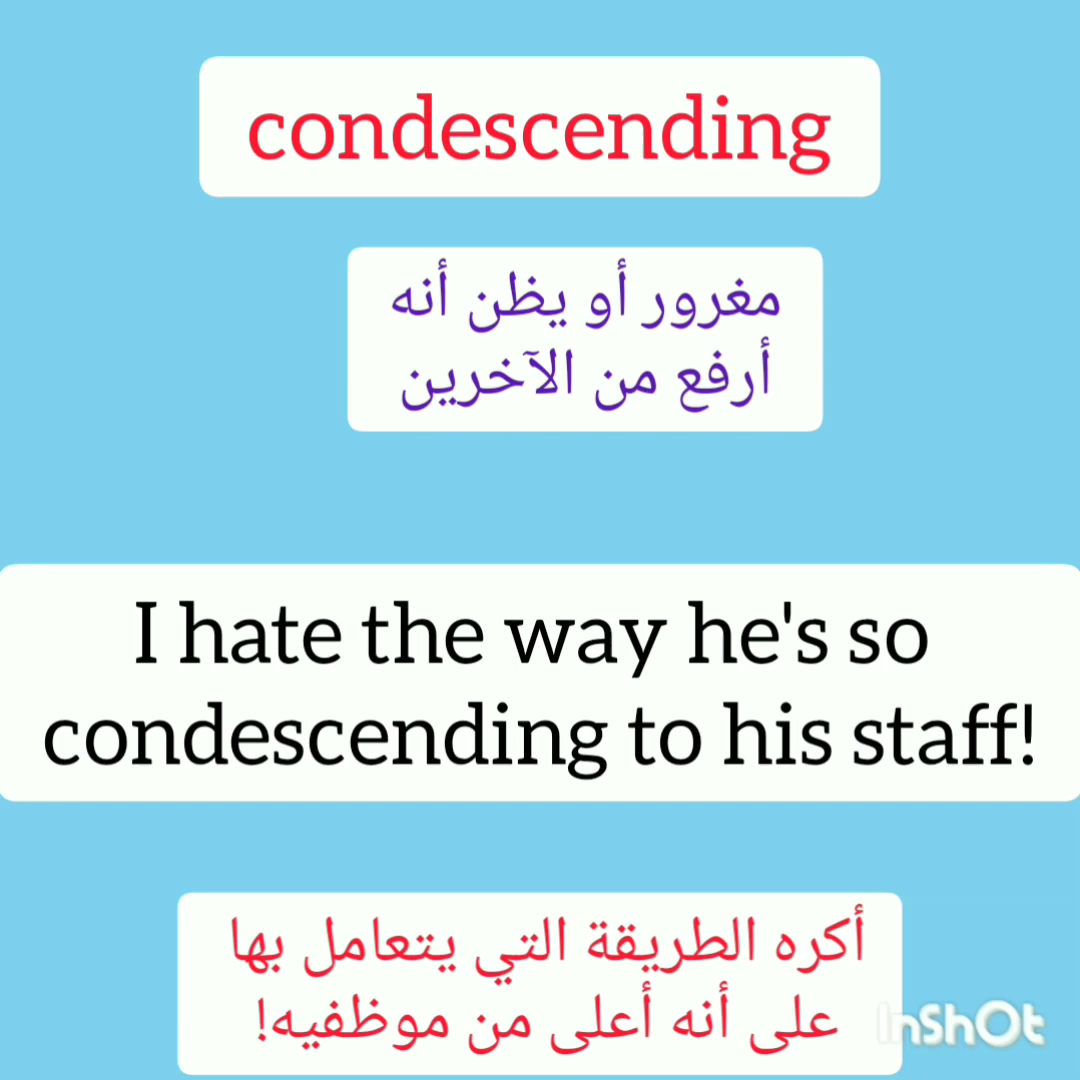 condescending
مغرور أو يظن أنه
أرفع من الآخرين
I hate the way he's so
condescending to his staff!
أكره الطريقة التي يتعامل بها
على أنه أعلى من موظفيه!
InShOt